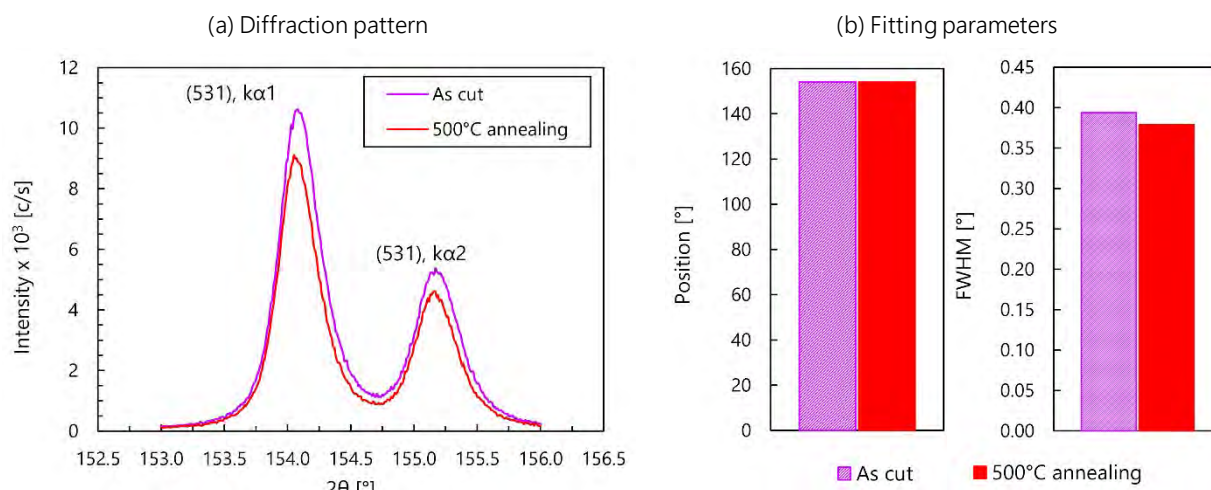 (a) Diffraction pattern
12
10
8
6
4
2
0
Intensity x 10³ [c/s]
(531), kα1
(531), kα2
As cut
500°C annealing
152.5 153.0 153.5 154.0 154.5 155.0 155.5 156.0 156.5
2θ [°]
(b) Fitting parameters
160
140
120
100
80
60
40
20
0
Position [°]
0.45
0.40
0.35
0.30
0.25
0.20
0.15
0.10
0.05
0.00
FWHM [°]
As cut 500°C annealing